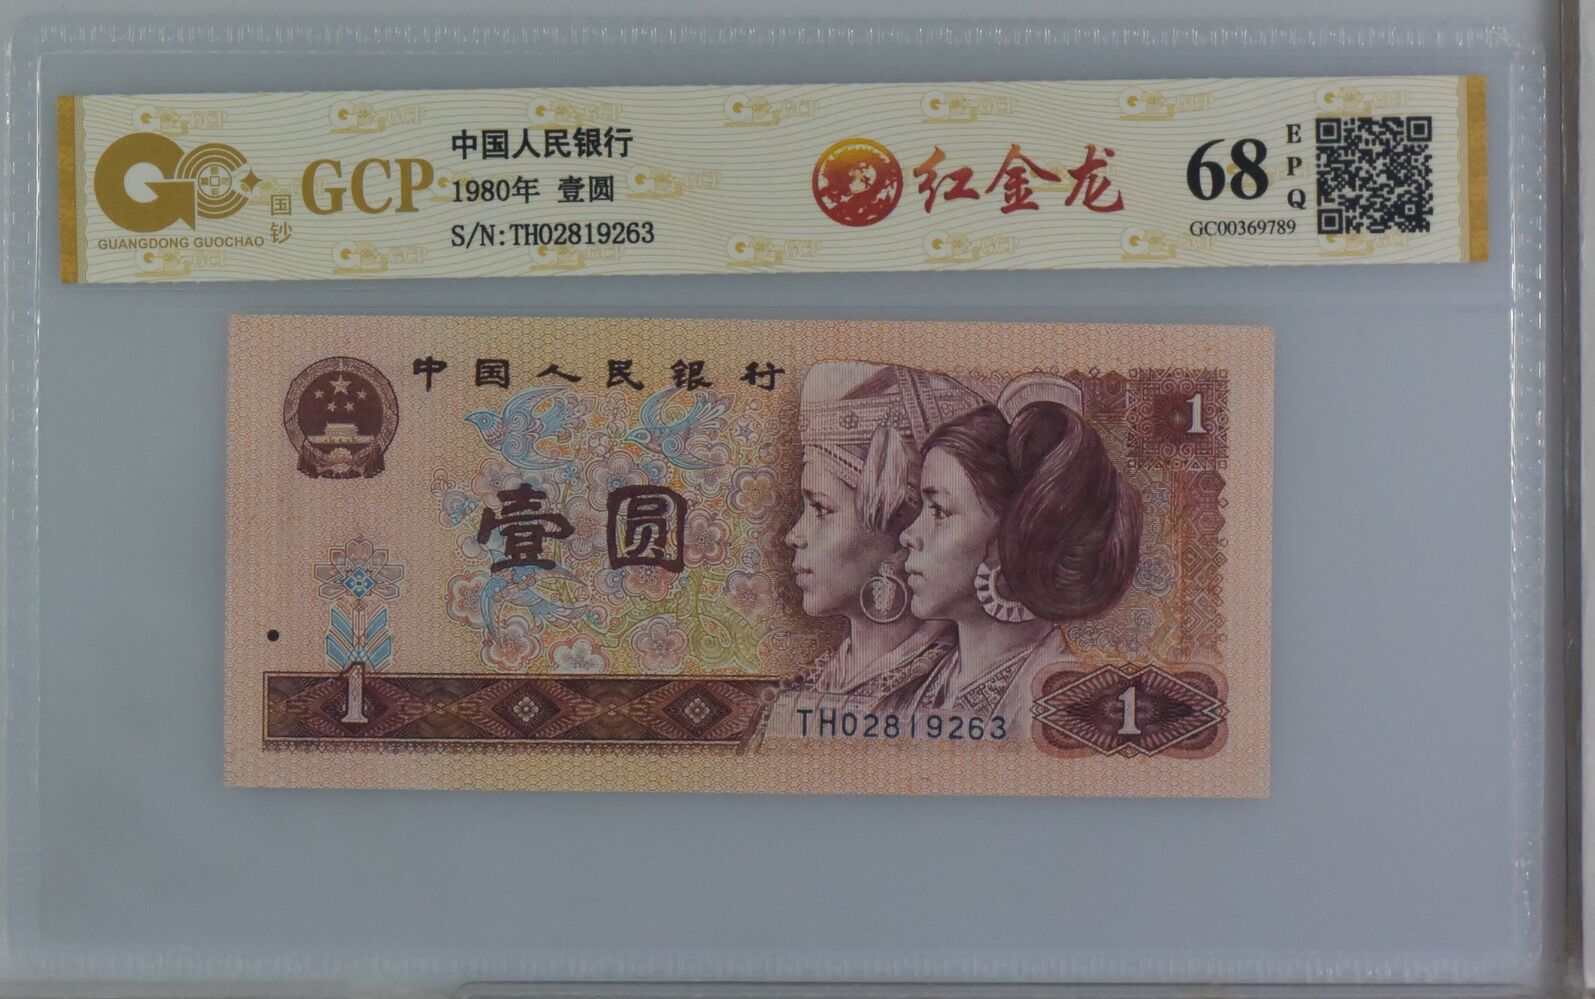 GCP
国钞
GUANGDONG GUOCHAO
中国人民银行
1980年 壹圆
S/N:TH02819263
红金龙
68
EPQ
GC00369789
中国人民银行
1
壹圆
1
TH02819263
1